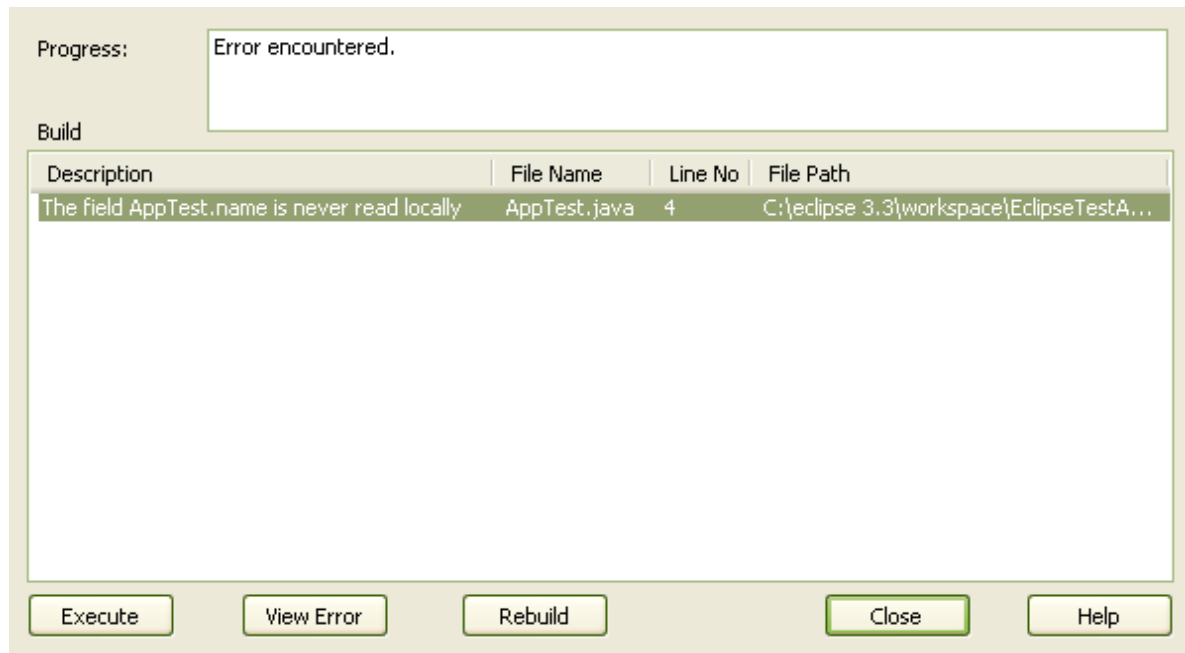 Progress: Error encountered.
Build
Description File Name Line No File Path
The field AppTest.name is never read locally AppTest.java 4 C:\eclipse 3.3\workspace\EclipseTestA...
Execute View Error Rebuild Close Help